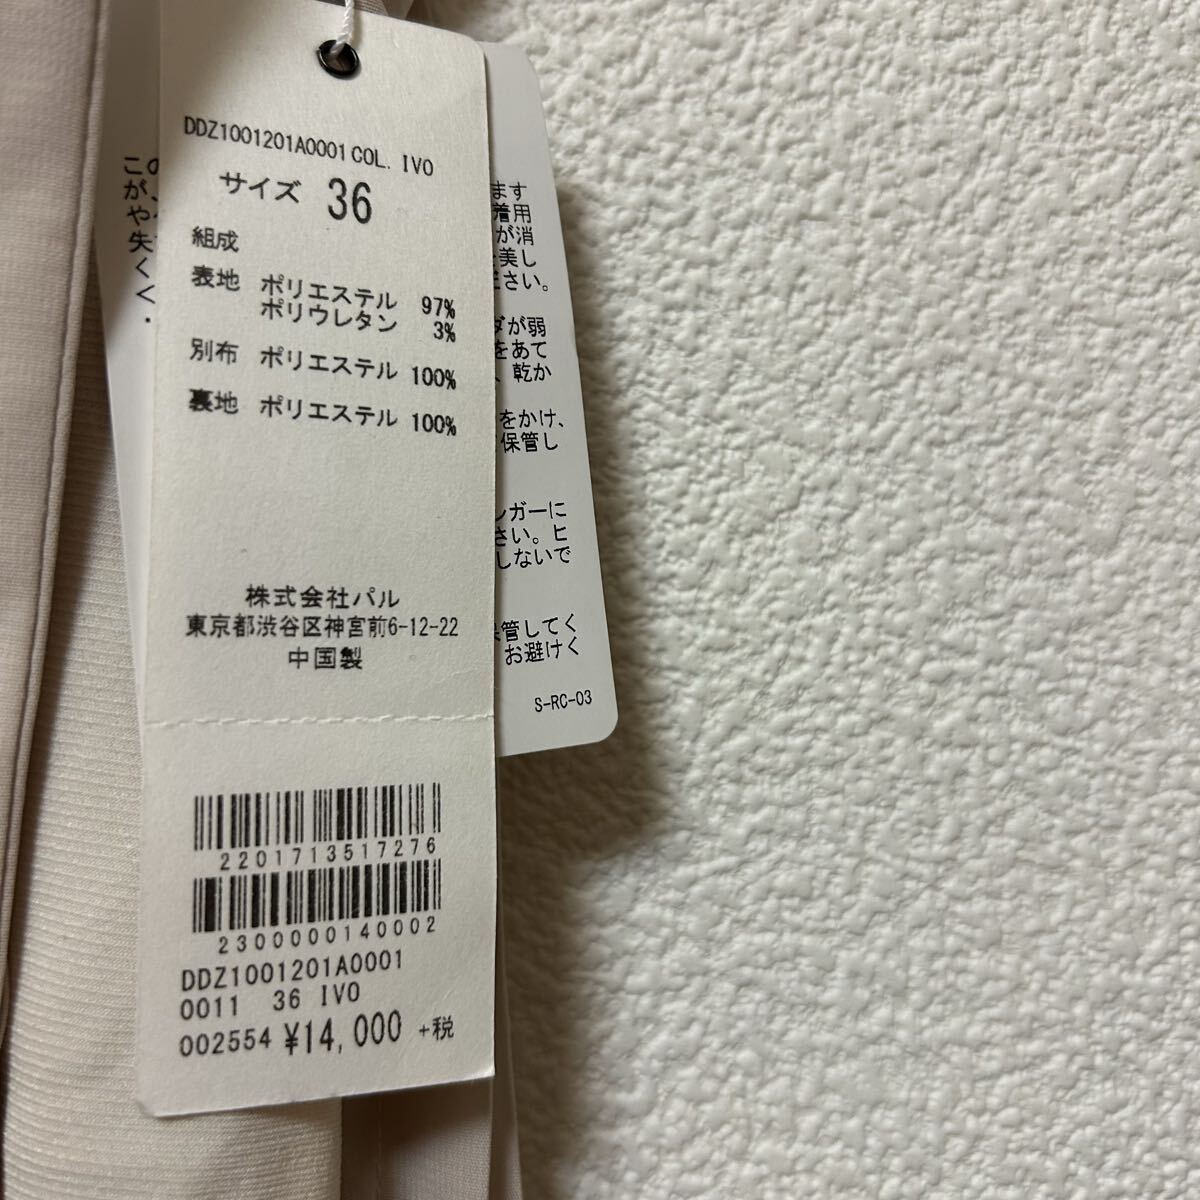 DDZ1001201A0001 COL. IVO
サイズ 36
組成
表地 ポリエステル 97%
ポリウレタン 3%
別布 ポリエステル 100%
裏地 ポリエステル 100%
株式会社パル
東京都渋谷区神宮前6-12-22
中国製
2201713517276
2300000140002
DDZ1001201A0001
0011 36 IVO
002554 ¥14,000 +税
ます
着用
が消
美し
ださい。
が弱
をあて
、乾か
をかけ、
保管し
ンガーに
さい。ヒ
しないで
保管してく
お避けく
S-RC-03